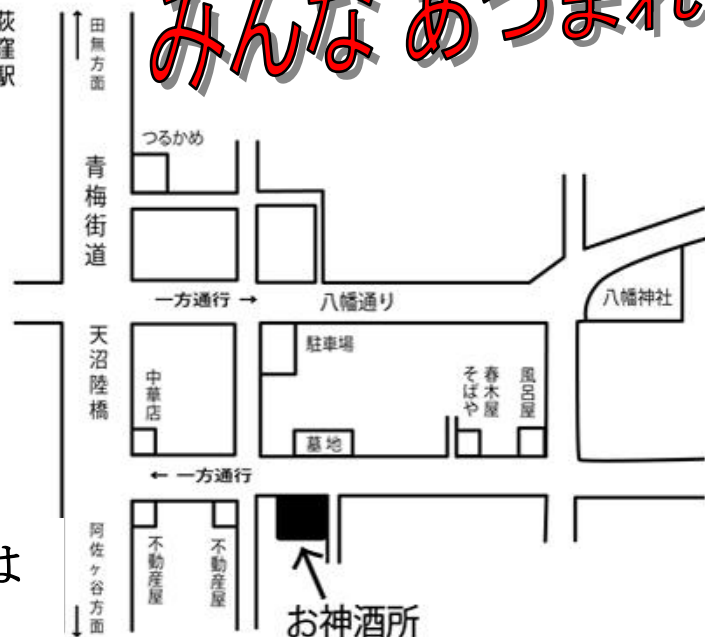 みんな あつまれ
荻窪駅
田無方面
つるかめ
青梅街道
一方通行 →
八幡通り
八幡神社
天沼陸橋
駐車場
中華店
そばや
春木屋
風呂屋
墓地
← 一方通行
阿佐ヶ谷方面
不動産屋
不動産屋
は
お神酒所